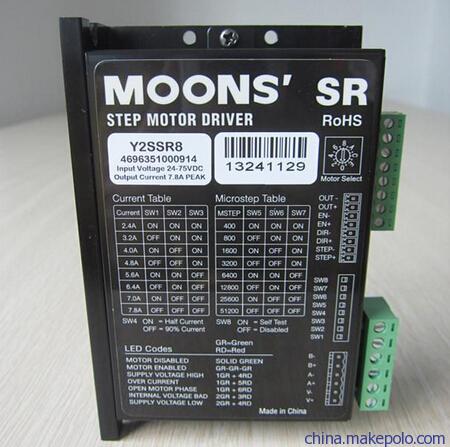 MOONS' SR
STEP MOTOR DRIVER
RoHS
Y2SSR8
4696351000914
Input Voltage 24-75VDC
Output Current 7.8A PEAK
13241129
Motor Select
Current Table
Current SW1 SW2 SW3
2.4A ON ON ON
3.2A OFF ON ON
4.0A ON OFF ON
4.8A OFF OFF ON
5.6A ON ON OFF
6.4A OFF ON OFF
7.0A ON OFF OFF
7.8A OFF OFF OFF
SW4 ON = Half Current
OFF = 90% Current
Microstep Table
MSTEP SW5 SW6 SW7
400 ON ON ON
800 OFF ON ON
1600 ON OFF ON
3200 OFF OFF ON
6400 ON ON OFF
12800 OFF ON OFF
25600 ON OFF OFF
51200 OFF OFF OFF
SW8 ON = Self Test
OFF = Disabled
OUT -
OUT+
EN-
EN+
DIR-
DIR+
STEP-
STEP+
SW8
SW7
SW6
SW5
SW4
SW3
SW2
SW1
LED Codes
GR=Green
RD=Red
MOTOR DISABLED SOLID GREEN
MOTOR ENABLED GR-GR-GR
SUPPLY VOLTAGE HIGH 1GR + 4RD
OVER CURRENT 1GR + 5RD
OPEN MOTOR PHASE 1GR + 6RD
INTERNAL VOLTAGE BAD 2GR + 3RD
SUPPLY VOLTAGE LOW 2GR + 4RD
B-
B+
A-
A+
V-
V+
Made in China
china.makepolo.com